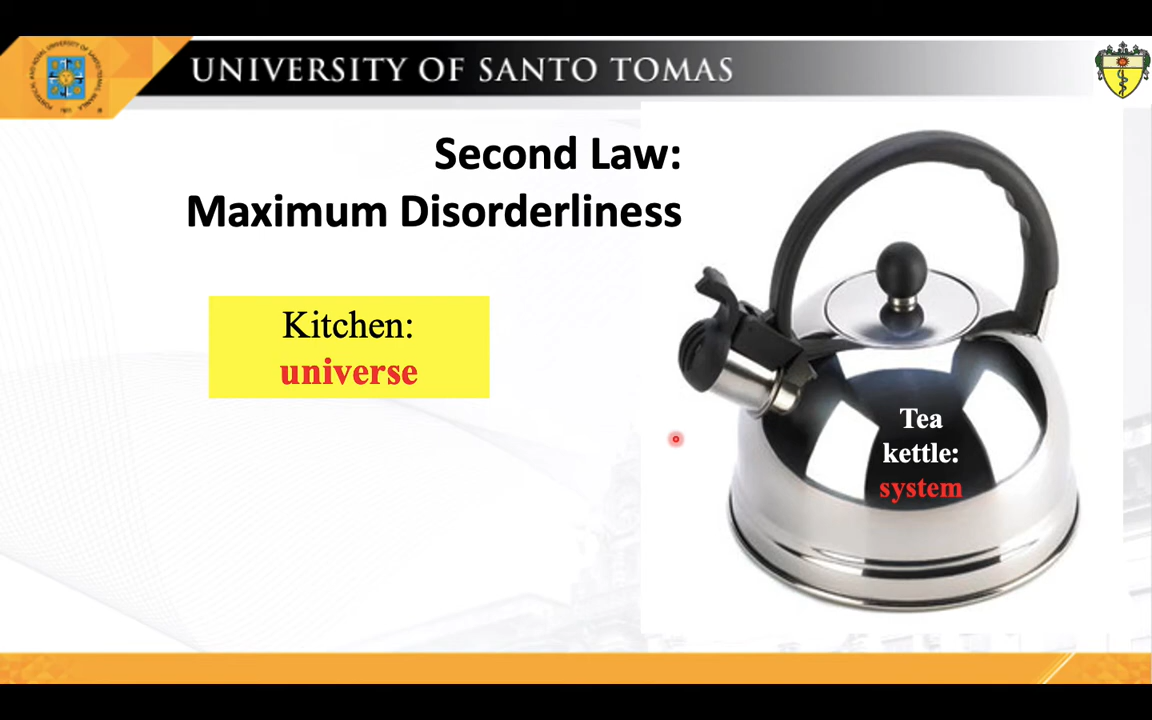 UNIVERSITY OF SANTO TOMAS
Second Law:
Maximum Disorderliness
Kitchen:
universe
Tea
kettle:
system